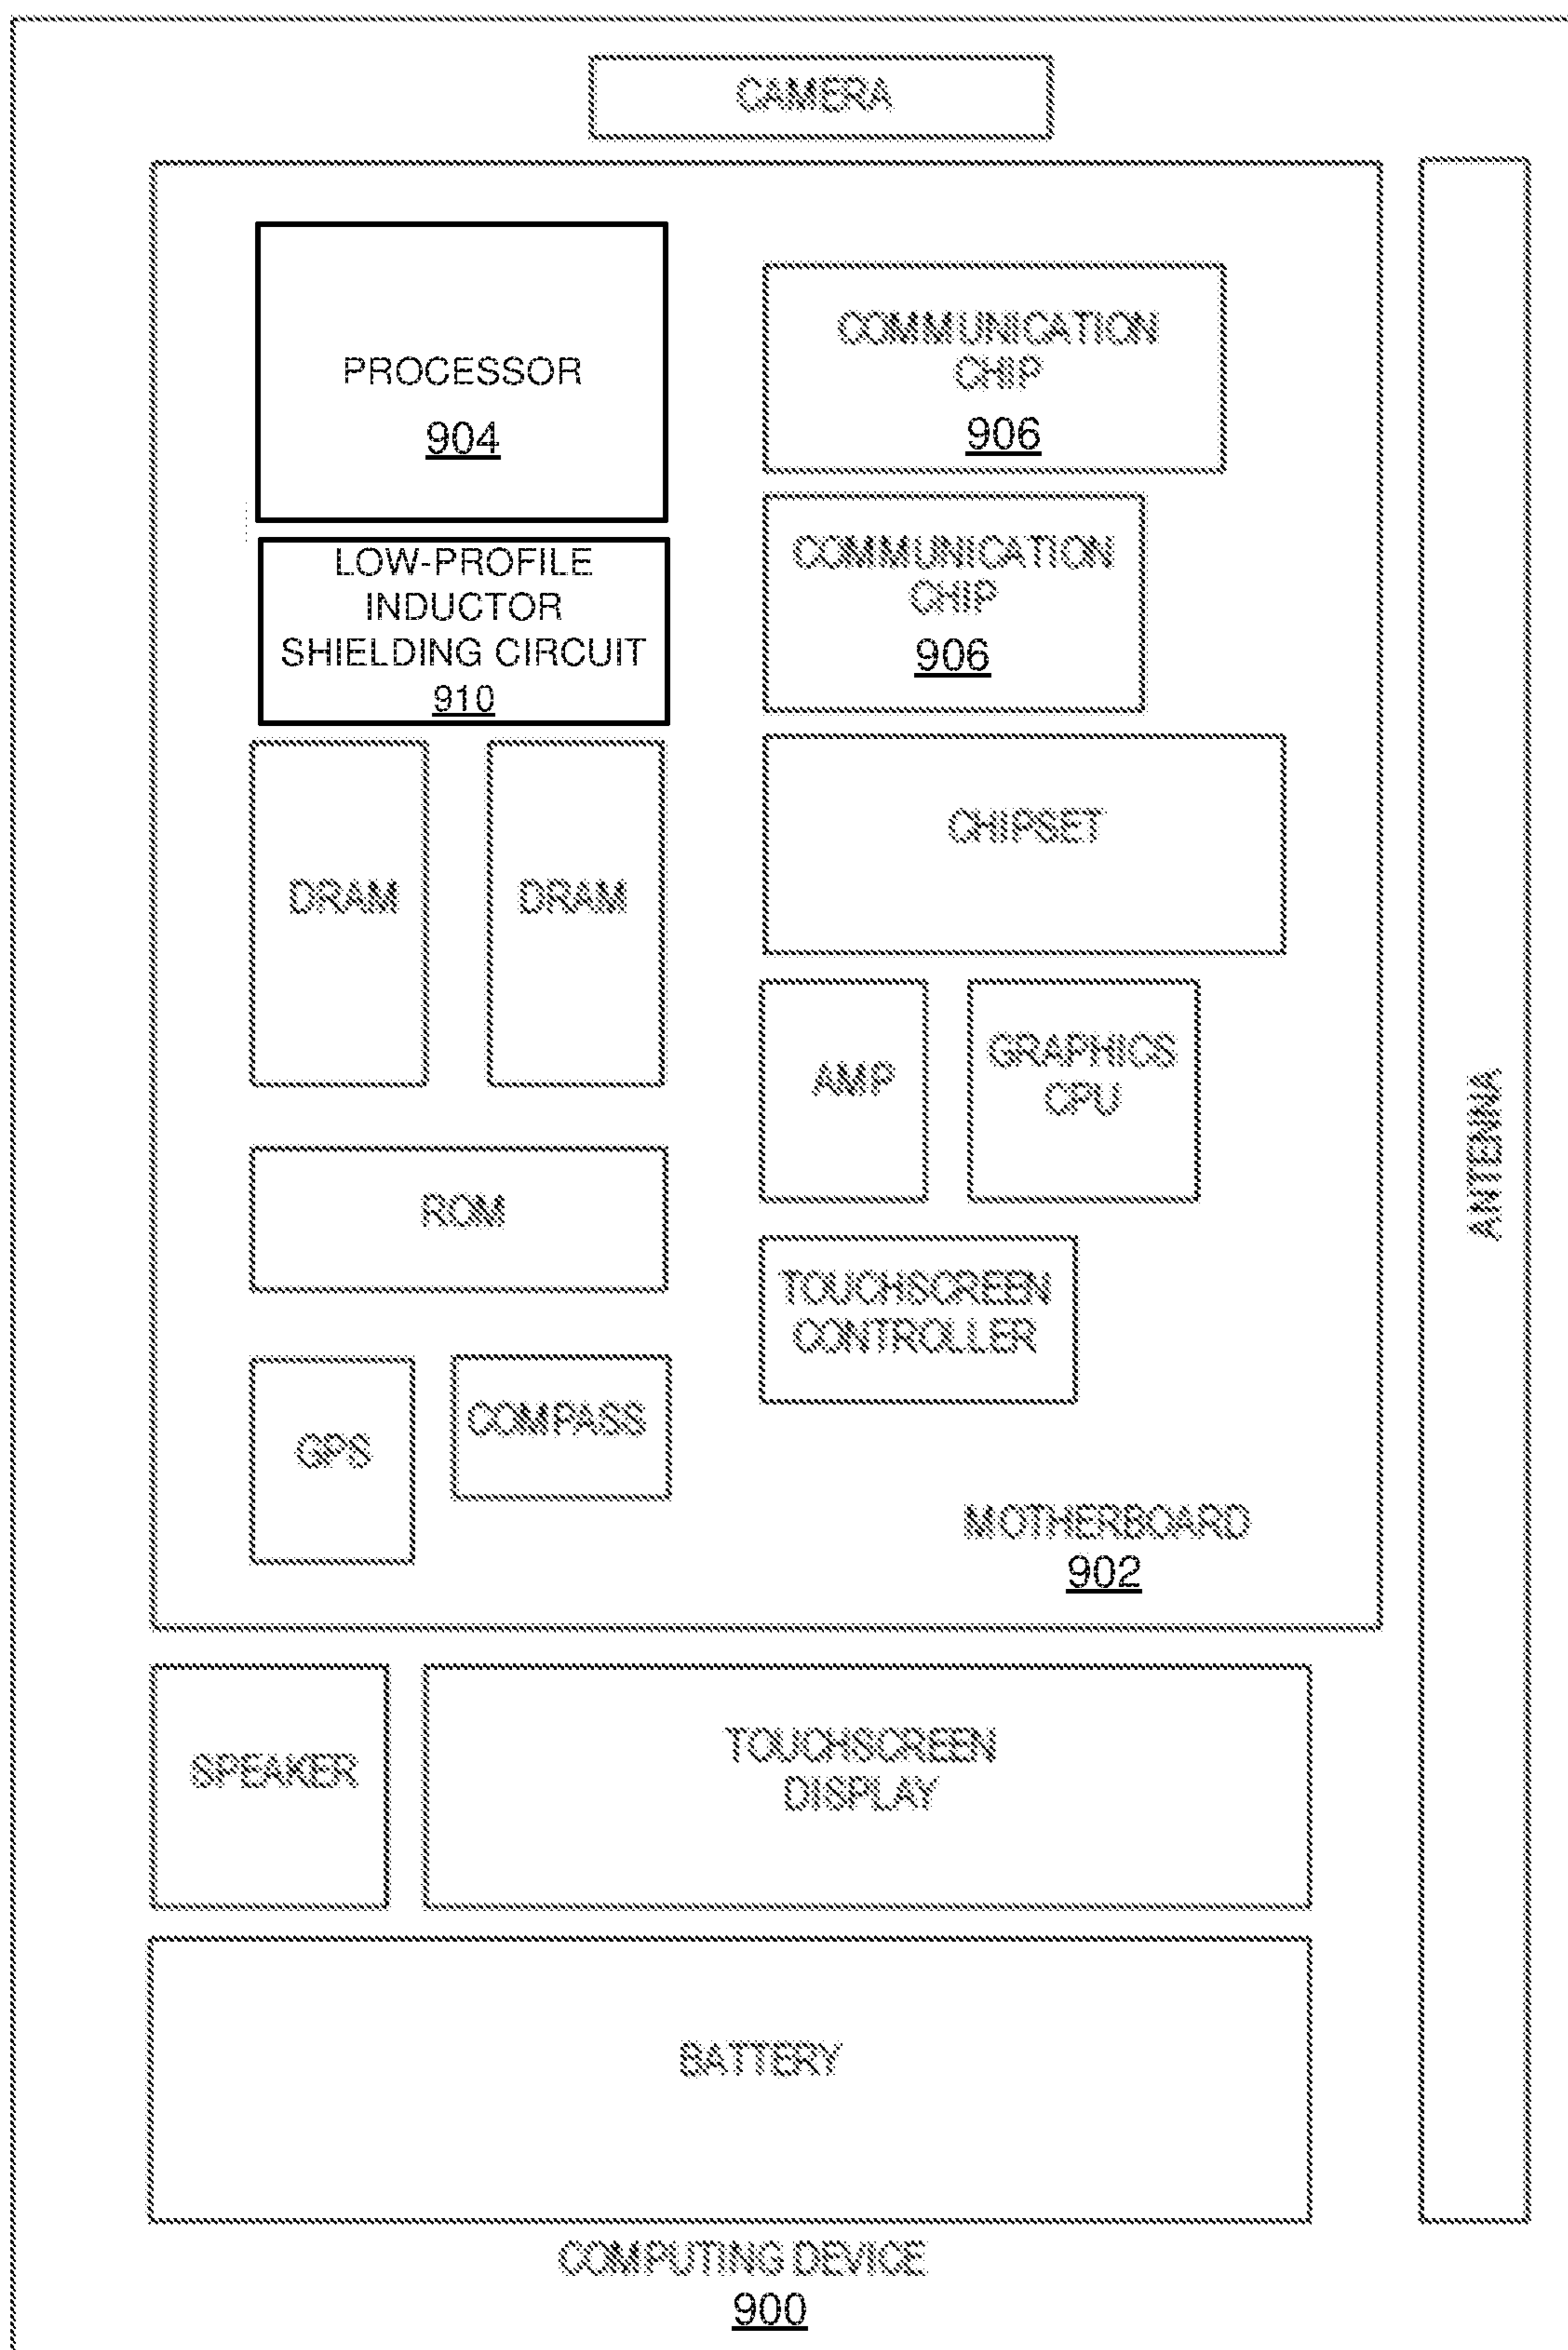 CAMERA
PROCESSOR
904
COMMUNICATION
CHIP
906
LOW-PROFILE
INDUCTOR
SHIELDING CIRCUIT
910
COMMUNICATION
CHIP
906
DRAM
DRAM
CHIPSET
AMP
GRAPHICS
CPU
ROM
TOUCHSCREEN
CONTROLLER
GPS
COMPASS
MOTHERBOARD
902
ANTENNA
SPEAKER
TOUCHSCREEN
DISPLAY
BATTERY
COMPUTING DEVICE
900